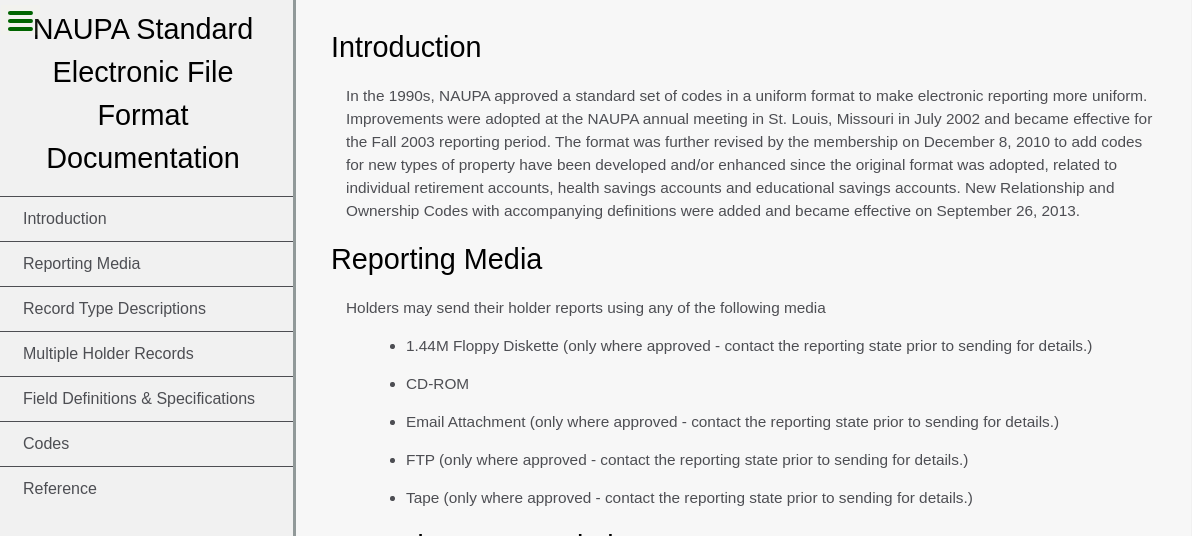 NAUPA Standard
Electronic File
Format
Documentation
Introduction
Reporting Media
Record Type Descriptions
Multiple Holder Records
Field Definitions & Specifications
Codes
Reference
Introduction
In the 1990s, NAUPA approved a standard set of codes in a uniform format to make electronic reporting more uniform.
Improvements were adopted at the NAUPA annual meeting in St. Louis, Missouri in July 2002 and became effective for
the Fall 2003 reporting period. The format was further revised by the membership on December 8, 2010 to add codes
for new types of property have been developed and/or enhanced since the original format was adopted, related to
individual retirement accounts, health savings accounts and educational savings accounts. New Relationship and
Ownership Codes with accompanying definitions were added and became effective on September 26, 2013.
Reporting Media
Holders may send their holder reports using any of the following media
• 1.44M Floppy Diskette (only where approved - contact the reporting state prior to sending for details.)
• CD-ROM
• Email Attachment (only where approved - contact the reporting state prior to sending for details.)
• FTP (only where approved - contact the reporting state prior to sending for details.)
• Tape (only where approved - contact the reporting state prior to sending for details.)